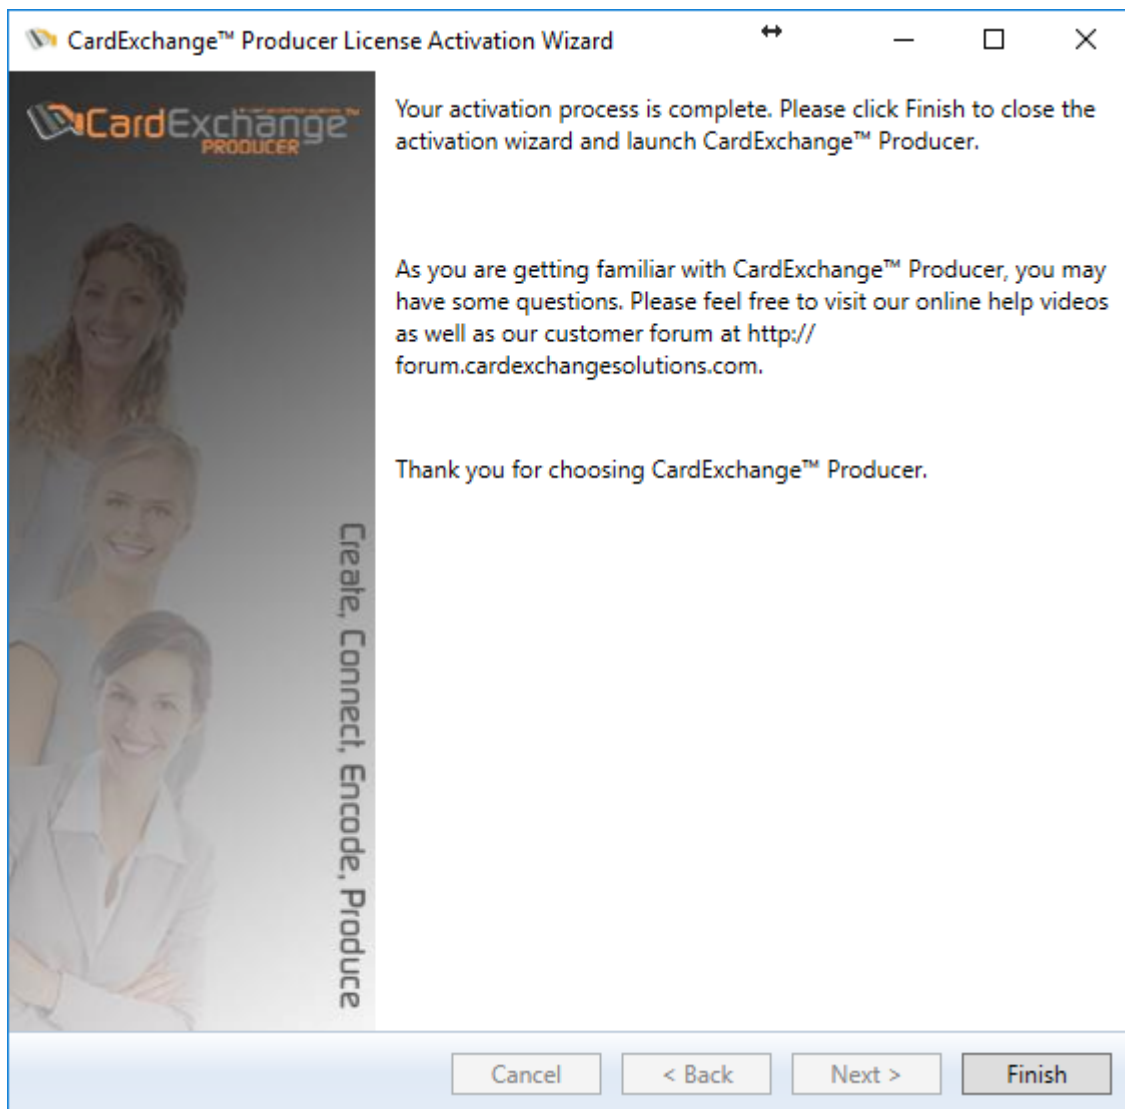 CardExchange™ Producer License Activation Wizard
CardExchange™
PRODUCER
Your activation process is complete. Please click Finish to close the
activation wizard and launch CardExchange™ Producer.
As you are getting familiar with CardExchange™ Producer, you may
have some questions. Please feel free to visit our online help videos
as well as our customer forum at http://
forum.cardexchangesolutions.com.
Thank you for choosing CardExchange™ Producer.
Create, Connect, Encode, Produce
Cancel
< Back
Next >
Finish